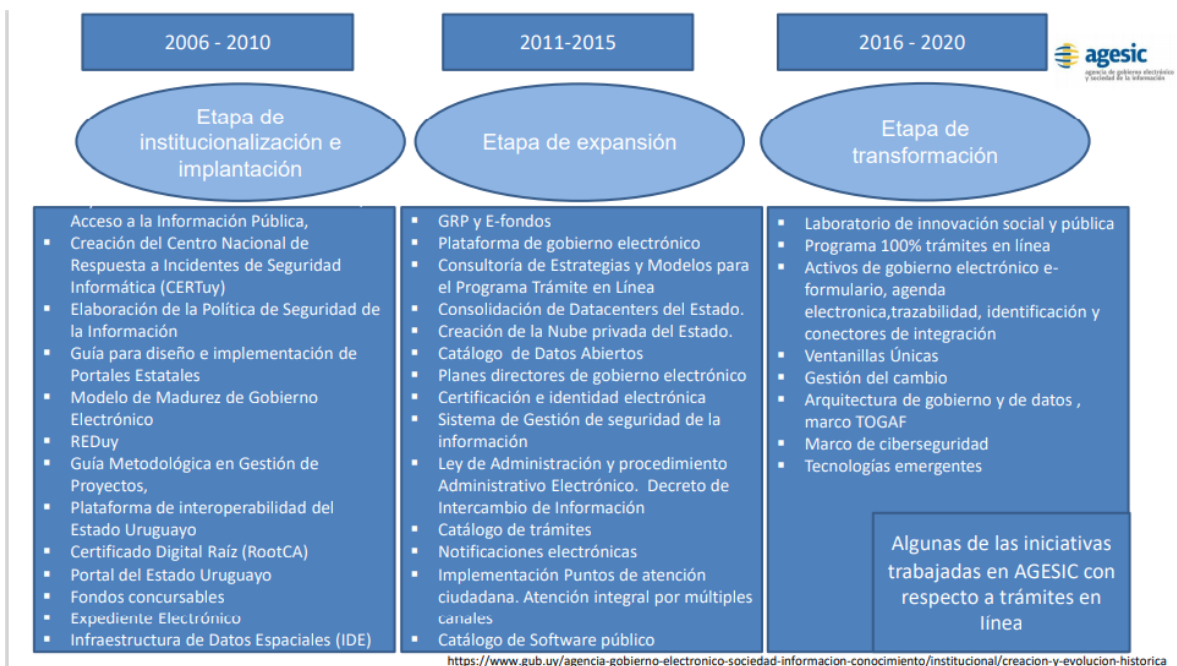 2006 - 2010
2011-2015
2016 - 2020
agesic
agencia de gobierno electrónico
y sociedad de la información
Etapa de
institucionalización e
implantación
Etapa de expansión
Etapa de
transformación
Acceso a la Información Pública,
▪ Creación del Centro Nacional de
Respuesta a Incidentes de Seguridad
Informática (CERTuy)
▪ Elaboración de la Política de Seguridad de
la Información
▪ Guía para diseño e implementación de
Portales Estatales
▪ Modelo de Madurez de Gobierno
Electrónico
▪ REDuy
▪ Guía Metodológica en Gestión de
Proyectos,
▪ Plataforma de interoperabilidad del
Estado Uruguayo
▪ Certificado Digital Raíz (RootCA)
▪ Portal del Estado Uruguayo
▪ Fondos concursables
▪ Expediente Electrónico
▪ Infraestructura de Datos Espaciales (IDE)
▪ GRP y E-fondos
▪ Plataforma de gobierno electrónico
▪ Consultoría de Estrategias y Modelos para
el Programa Trámite en Línea
▪ Consolidación de Datacenters del Estado.
▪ Creación de la Nube privada del Estado.
▪ Catálogo de Datos Abiertos
▪ Planes directores de gobierno electrónico
▪ Certificación e identidad electrónica
▪ Sistema de Gestión de seguridad de la
información
▪ Ley de Administración y procedimiento
Administrativo Electrónico. Decreto de
Intercambio de Información
▪ Catálogo de trámites
▪ Notificaciones electrónicas
▪ Implementación Puntos de atención
ciudadana. Atención integral por múltiples
canales
▪ Catálogo de Software público
▪ Laboratorio de innovación social y pública
▪ Programa 100% trámites en línea
▪ Activos de gobierno electrónico e-
formulario, agenda
electronica,trazabilidad, identificación y
conectores de integración
▪ Ventanillas Únicas
▪ Gestión del cambio
▪ Arquitectura de gobierno y de datos ,
marco TOGAF
▪ Marco de ciberseguridad
▪ Tecnologías emergentes
Algunas de las iniciativas
trabajadas en AGESIC con
respecto a trámites en
línea
https://www.gub.uy/agencia-gobierno-electronico-sociedad-informacion-conocimiento/institucional/creacion-y-evolucion-historica